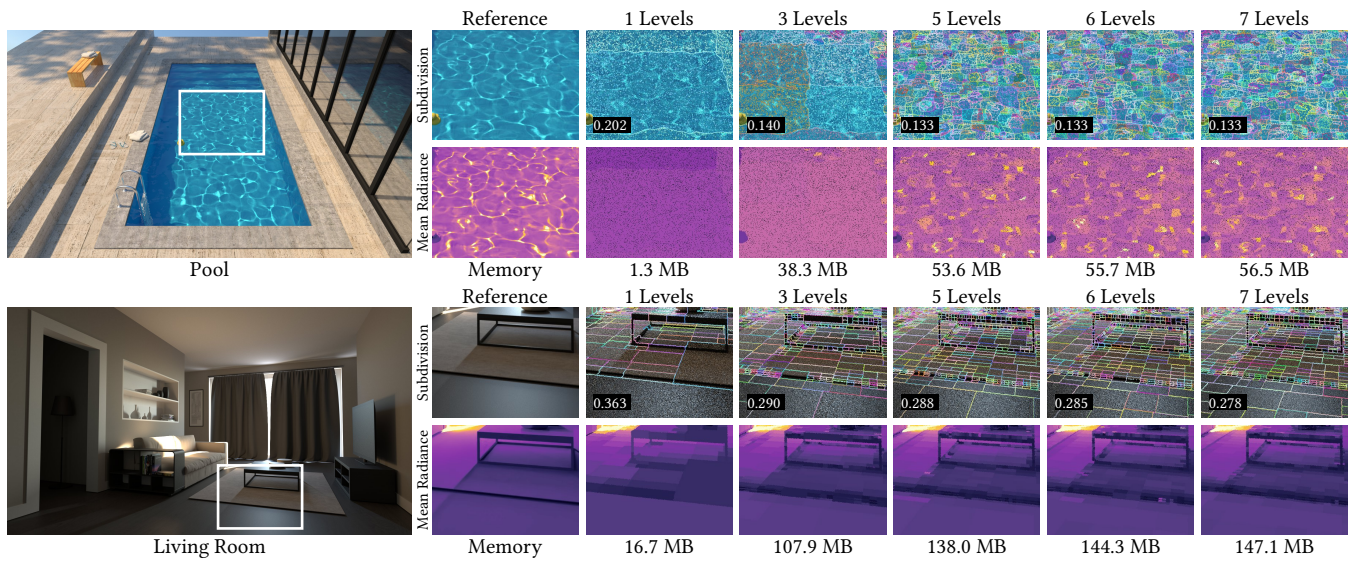 Reference 1 Levels 3 Levels 5 Levels 6 Levels 7 Levels
Subdivision
0.202 0.140 0.133 0.133 0.133
Mean Radiance
Pool Memory 1.3 MB 38.3 MB 53.6 MB 55.7 MB 56.5 MB
Reference 1 Levels 3 Levels 5 Levels 6 Levels 7 Levels
Subdivision
0.363 0.290 0.288 0.285 0.278
Mean Radiance
Living Room Memory 16.7 MB 107.9 MB 138.0 MB 144.3 MB 147.1 MB